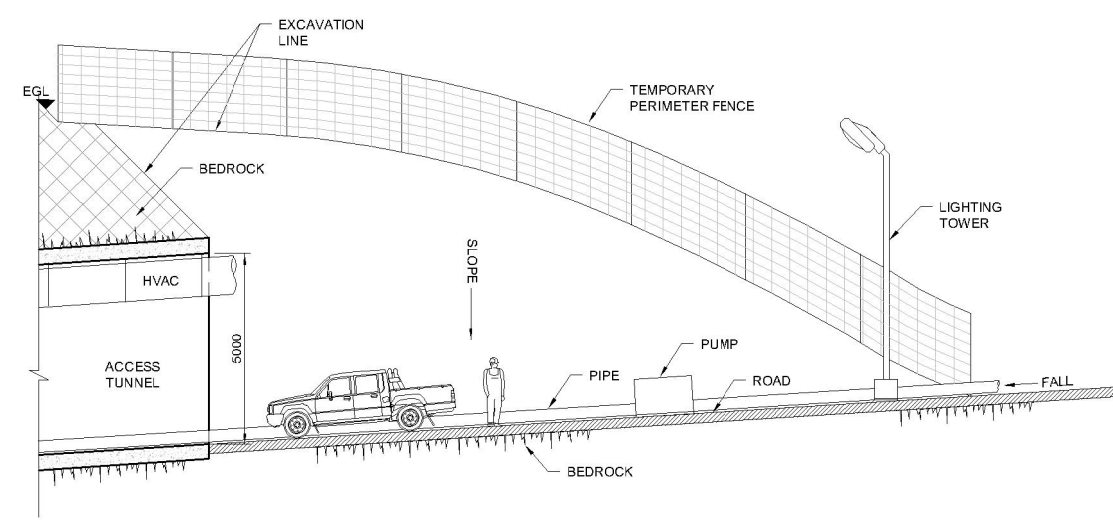 EXCAVATION
LINE
EGL
TEMPORARY
PERIMETER FENCE
BEDROCK
LIGHTING
TOWER
SLOPE
HVAC
5000
ACCESS
TUNNEL
PUMP
PIPE
ROAD
FALL
BEDROCK